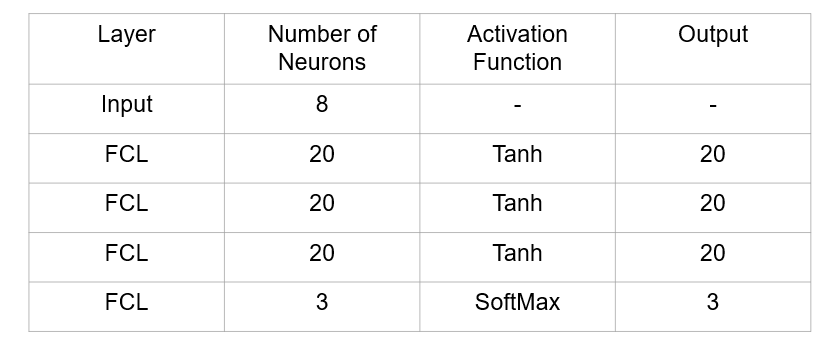 Layer Number of Neurons Activation Function Output
Input 8 - -
FCL 20 Tanh 20
FCL 20 Tanh 20
FCL 20 Tanh 20
FCL 3 SoftMax 3